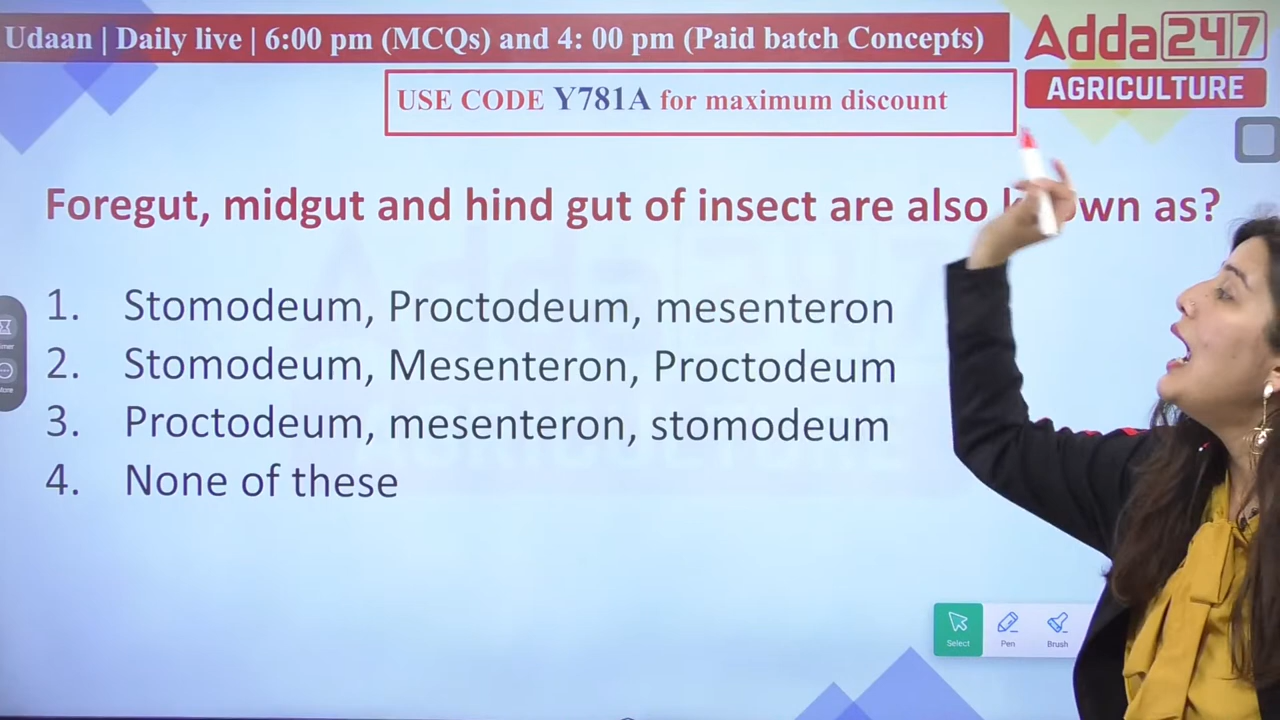 Udaan | Daily live | 6:00 pm (MCQs) and 4: 00 pm (Paid batch Concepts)
Adda247
AGRICULTURE
USE CODE Y781A for maximum discount
Foregut, midgut and hind gut of insect are also known as?
1. Stomodeum, Proctodeum, mesenteron
2. Stomodeum, Mesenteron, Proctodeum
3. Proctodeum, mesenteron, stomodeum
4. None of these
Select Pen Brush